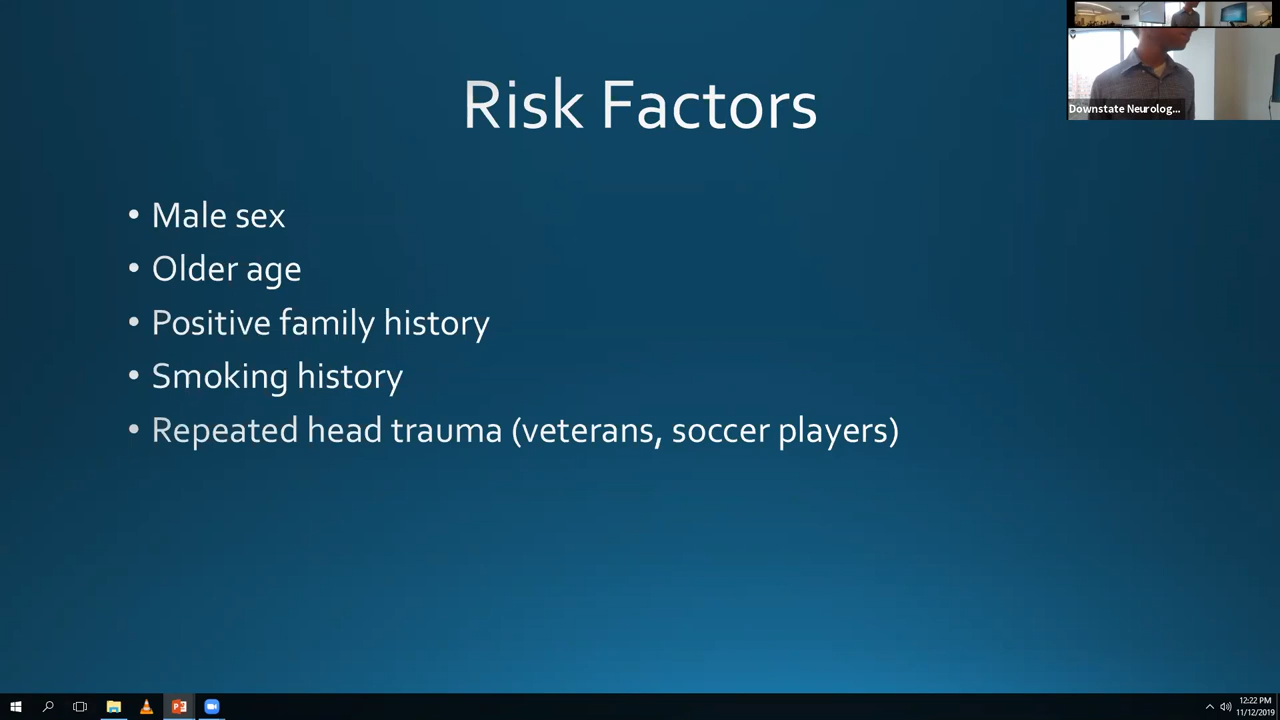 Risk Factors
• Male sex
• Older age
• Positive family history
• Smoking history
• Repeated head trauma (veterans, soccer players)
Downstate Neurolog...
12:22 PM
11/12/2019